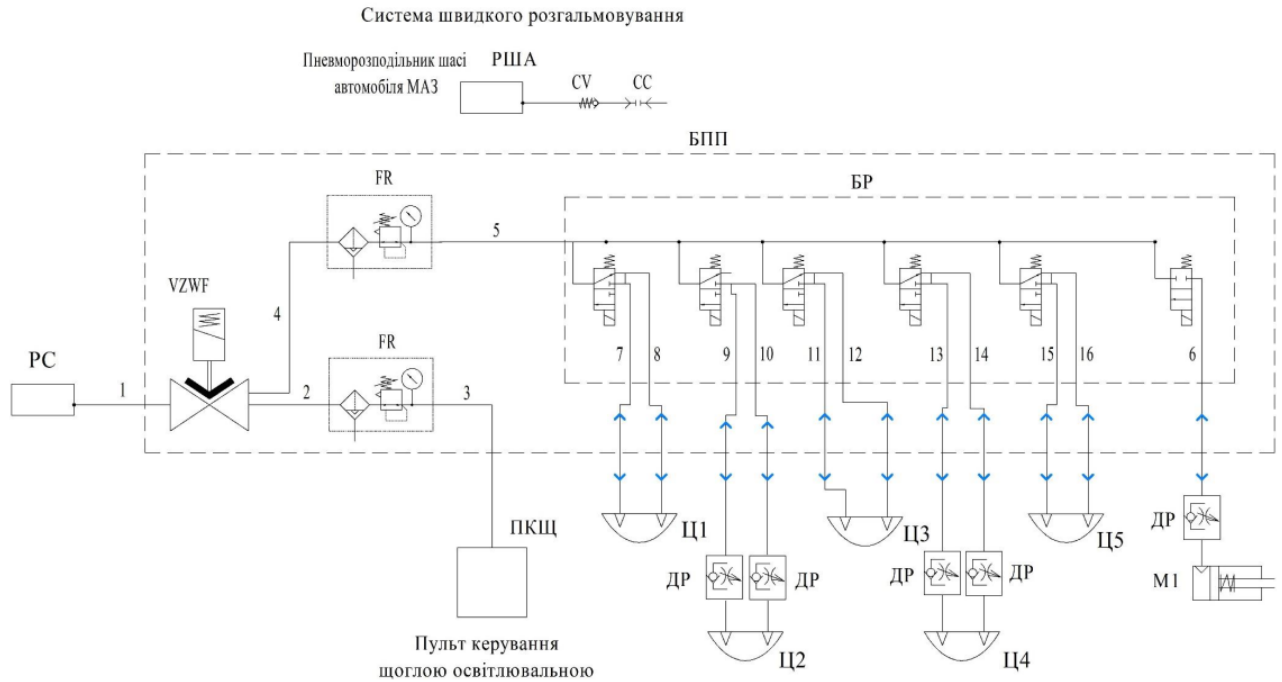 Система швидкого розгальмовування
Пневморозподільник шасі
автомобіля МАЗ
РША
CV
CC
БПП
FR
БР
5
VZWF
4
FR
РС
1
2
3
7
8
9
10
11
12
13
14
15
16
6
ПКЩ
Ц1
Ц3
Ц5
ДР
ДР
ДР
ДР
ДР
М1
Пульт керування
щоглою освітлювальною
Ц2
Ц4